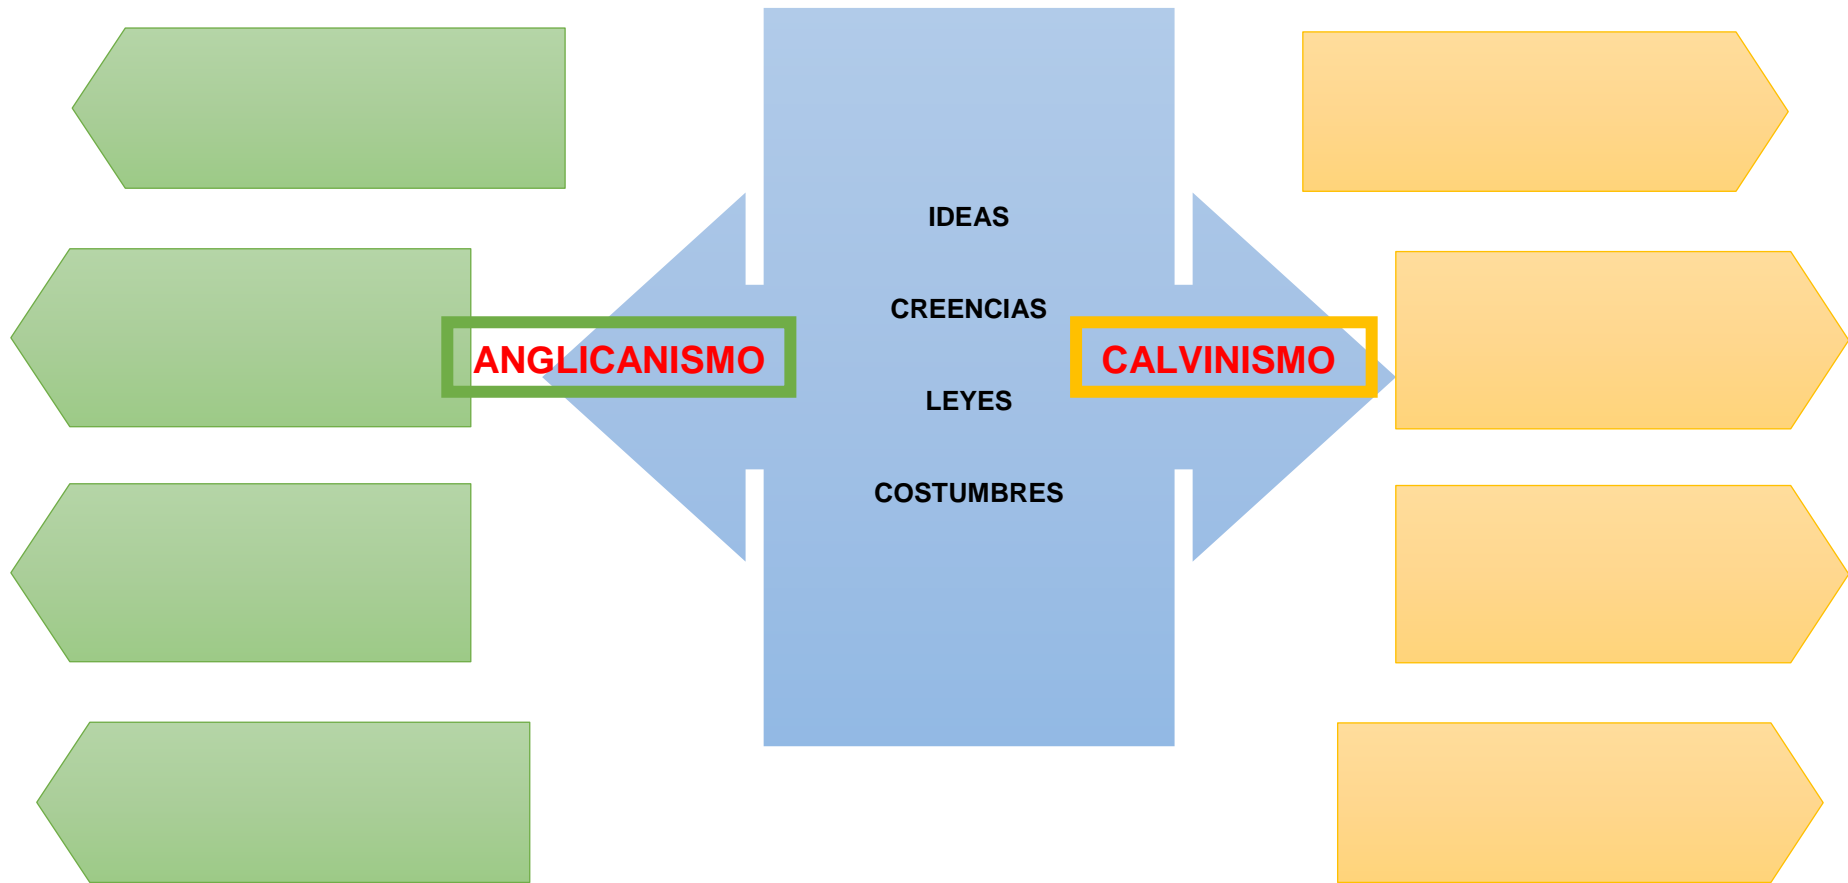 IDEAS
CREENCIAS
ANGLICANISMO
CALVINISMO
LEYES
COSTUMBRES